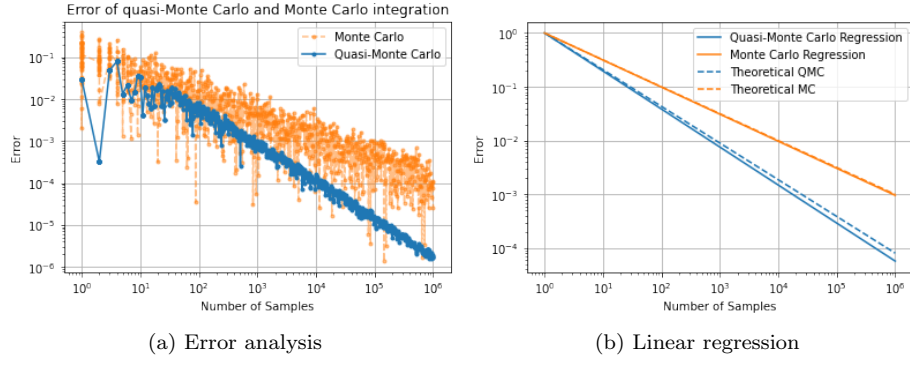 Error of quasi-Monte Carlo and Monte Carlo integration
Monte Carlo
Quasi-Monte Carlo
Error
10⁻¹
10⁻²
10⁻³
10⁻⁴
10⁻⁵
10⁻⁶
10⁰ 10¹ 10² 10³ 10⁴ 10⁵ 10⁶
Number of Samples
(a) Error analysis
Quasi-Monte Carlo Regression
Monte Carlo Regression
Theoretical QMC
Theoretical MC
Error
10⁰
10⁻¹
10⁻²
10⁻³
10⁻⁴
10⁰ 10¹ 10² 10³ 10⁴ 10⁵ 10⁶
Number of Samples
(b) Linear regression